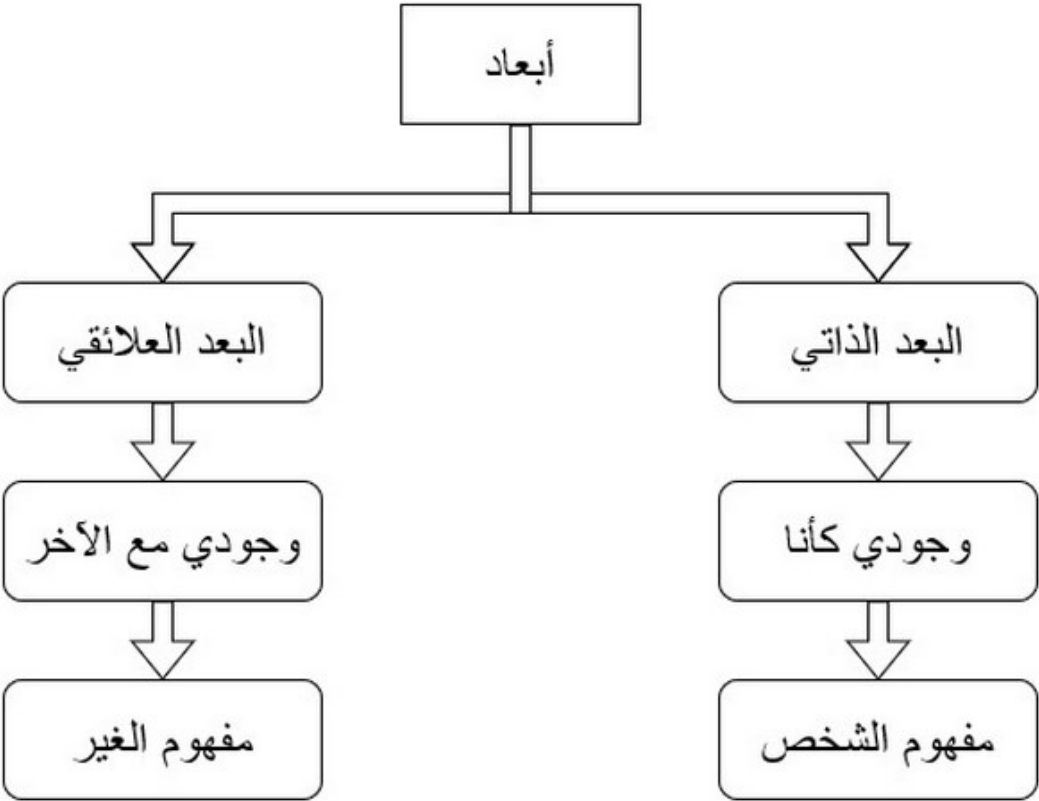 أبعاد
البعد الذاتي
البعد العلائقي
وجودي كأنا
وجودي مع الآخر
مفهوم الشخص
مفهوم الغير